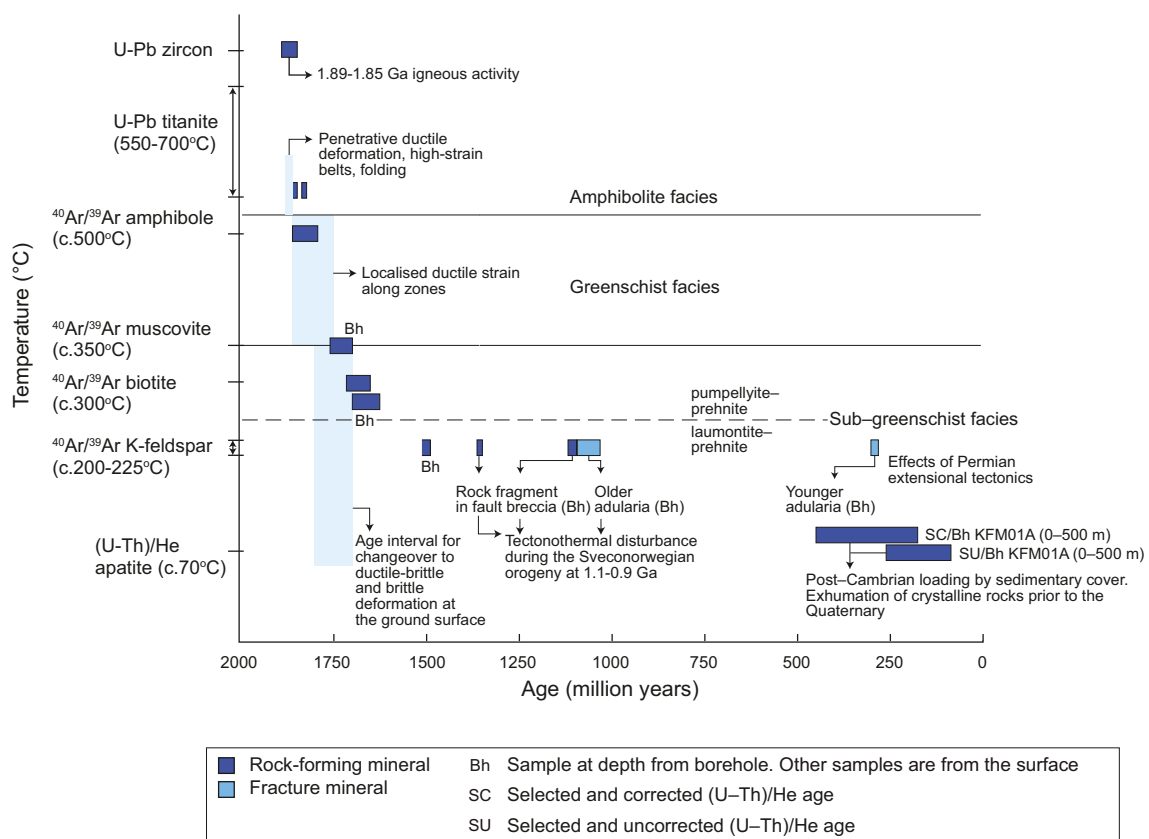 U-Pb zircon
1.89-1.85 Ga igneous activity
U-Pb titanite
(550-700°C)
Penetrative ductile
deformation, high-strain
belts, folding
Amphibolite facies
⁴⁰Ar/³⁹Ar amphibole
(c.500°C)
Localised ductile strain
along zones
Greenschist facies
Temperature (°C)
⁴⁰Ar/³⁹Ar muscovite
(c.350°C)
Bh
⁴⁰Ar/³⁹Ar biotite
(c.300°C)
Bh
pumpellyite–
prehnite
Sub–greenschist facies
laumontite–
prehnite
⁴⁰Ar/³⁹Ar K-feldspar
(c.200-225°C)
Bh
Rock fragment
in fault breccia (Bh)
Older
adularia (Bh)
Effects of Permian
extensional tectonics
Younger
adularia (Bh)
(U-Th)/He
apatite (c.70°C)
Age interval for
changeover to
ductile-brittle
and brittle
deformation at
the ground surface
Tectonothermal disturbance
during the Sveconorwegian
orogeny at 1.1-0.9 Ga
SC/Bh KFM01A (0–500 m)
SU/Bh KFM01A (0–500 m)
Post–Cambrian loading by sedimentary cover.
Exhumation of crystalline rocks prior to the
Quaternary
2000 1750 1500 1250 1000 750 500 250 0
Age (million years)
Rock-forming mineral
Fracture mineral
Bh Sample at depth from borehole. Other samples are from the surface
SC Selected and corrected (U–Th)/He age
SU Selected and uncorrected (U–Th)/He age